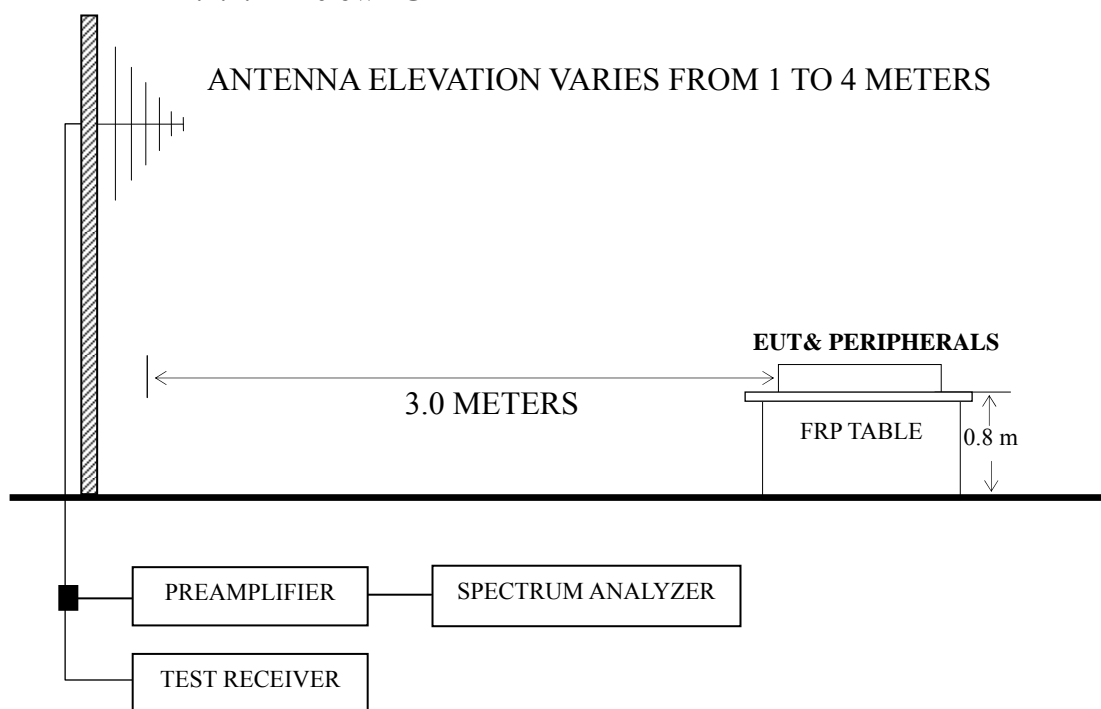 ANTENNA ELEVATION VARIES FROM 1 TO 4 METERS
EUT& PERIPHERALS
3.0 METERS
FRP TABLE
0.8 m
PREAMPLIFIER
SPECTRUM ANALYZER
TEST RECEIVER